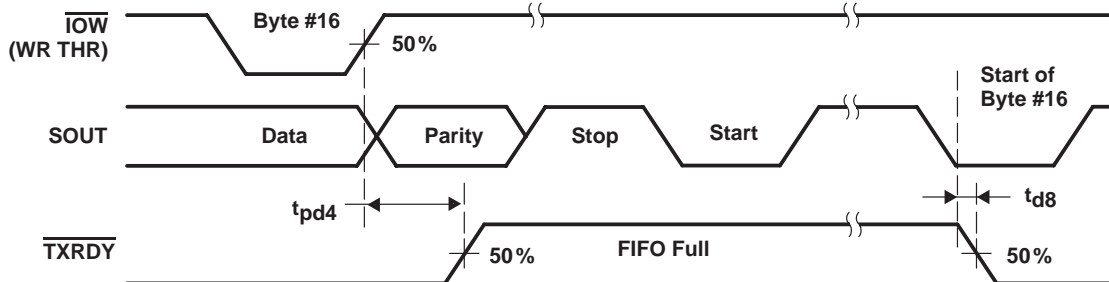 IOW
(WR THR)
Byte #16
50%
Start of
Byte #16
SOUT
Data
Parity
Stop
Start
tpd4
td8
TXRDY
50%
FIFO Full
50%